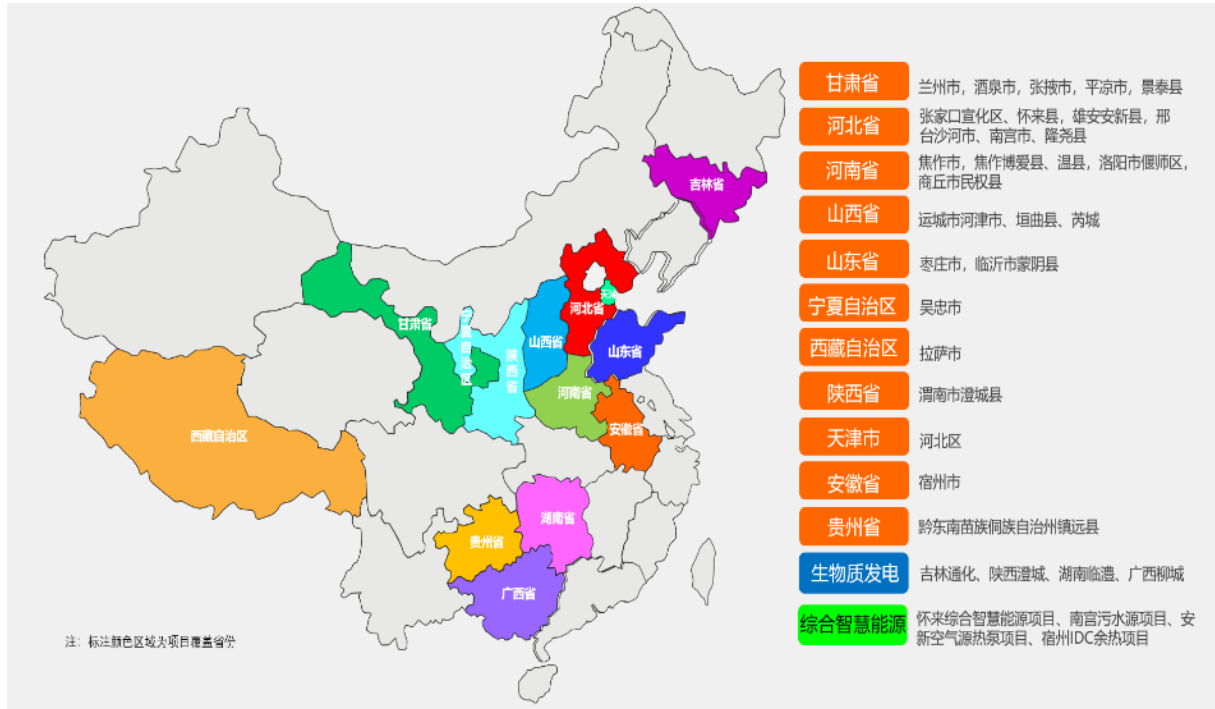 吉林省
甘肃省
宁夏自治区
陕西省
山西省
河北省
天津
山东省
河南省
安徽省
西藏自治区
湖南省
贵州省
广西省
注：标注颜色区域为项目覆盖省份
甘肃省
兰州市，酒泉市，张掖市，平凉市，景泰县
河北省
张家口宣化区、怀来县，雄安安新县，邢
台沙河市、南宫市、隆尧县
河南省
焦作市，焦作博爱县、温县，洛阳市偃师区，
商丘市民权县
山西省
运城市河津市、垣曲县、芮城
山东省
枣庄市，临沂市蒙阴县
宁夏自治区
吴忠市
西藏自治区
拉萨市
陕西省
渭南市澄城县
天津市
河北区
安徽省
宿州市
贵州省
黔东南苗族侗族自治州镇远县
生物质发电
吉林通化、陕西澄城、湖南临澧、广西柳城
综合智慧能源
怀来综合智慧能源项目、南宫污水源项目、安
新空气源热泵项目、宿州IDC余热项目